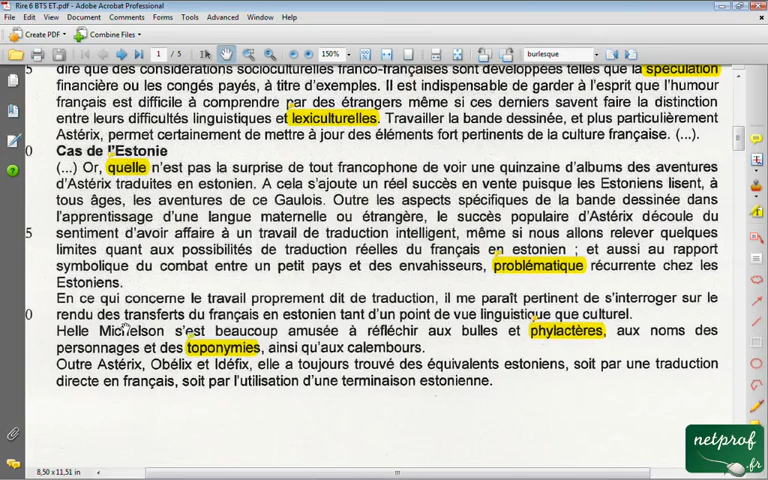 Rire 6 BTS ET.pdf - Adobe Acrobat Professional
File Edit View Document Comments Forms Tools Advanced Window Help
Create PDF Combine Files
1 / 5 150% burlesque
5 dire que des considérations socioculturelles franco-françaises sont développées telles que la spéculation
financière ou les congés payés, à titre d'exemples. Il est indispensable de garder à l'esprit que l'humour
français est difficile à comprendre par des étrangers même si ces derniers savent faire la distinction
entre leurs difficultés linguistiques et lexiculturelles. Travailler la bande dessinée, et plus particulièrement
Astérix, permet certainement de mettre à jour des éléments fort pertinents de la culture française. (...).
0 Cas de l'Estonie
(...) Or, quelle n'est pas la surprise de tout francophone de voir une quinzaine d'albums des aventures
d'Astérix traduites en estonien. A cela s'ajoute un réel succès en vente puisque les Estoniens lisent, à
tous âges, les aventures de ce Gaulois. Outre les aspects spécifiques de la bande dessinée dans
l'apprentissage d'une langue maternelle ou étrangère, le succès populaire d'Astérix découle du
5 sentiment d'avoir affaire à un travail de traduction intelligent, même si nous allons relever quelques
limites quant aux possibilités de traduction réelles du français en estonien ; et aussi au rapport
symbolique du combat entre un petit pays et des envahisseurs, problématique récurrente chez les
Estoniens.
En ce qui concerne le travail proprement dit de traduction, il me paraît pertinent de s'interroger sur le
0 rendu des transferts du français en estonien tant d'un point de vue linguistique que culturel.
Helle Michelson s'est beaucoup amusée à réfléchir aux bulles et phylactères, aux noms des
personnages et des toponymies, ainsi qu'aux calembours.
Outre Astérix, Obélix et Idéfix, elle a toujours trouvé des équivalents estoniens, soit par une traduction
directe en français, soit par l'utilisation d'une terminaison estonienne.
netprof
.fr
8,50 x 11,51 in